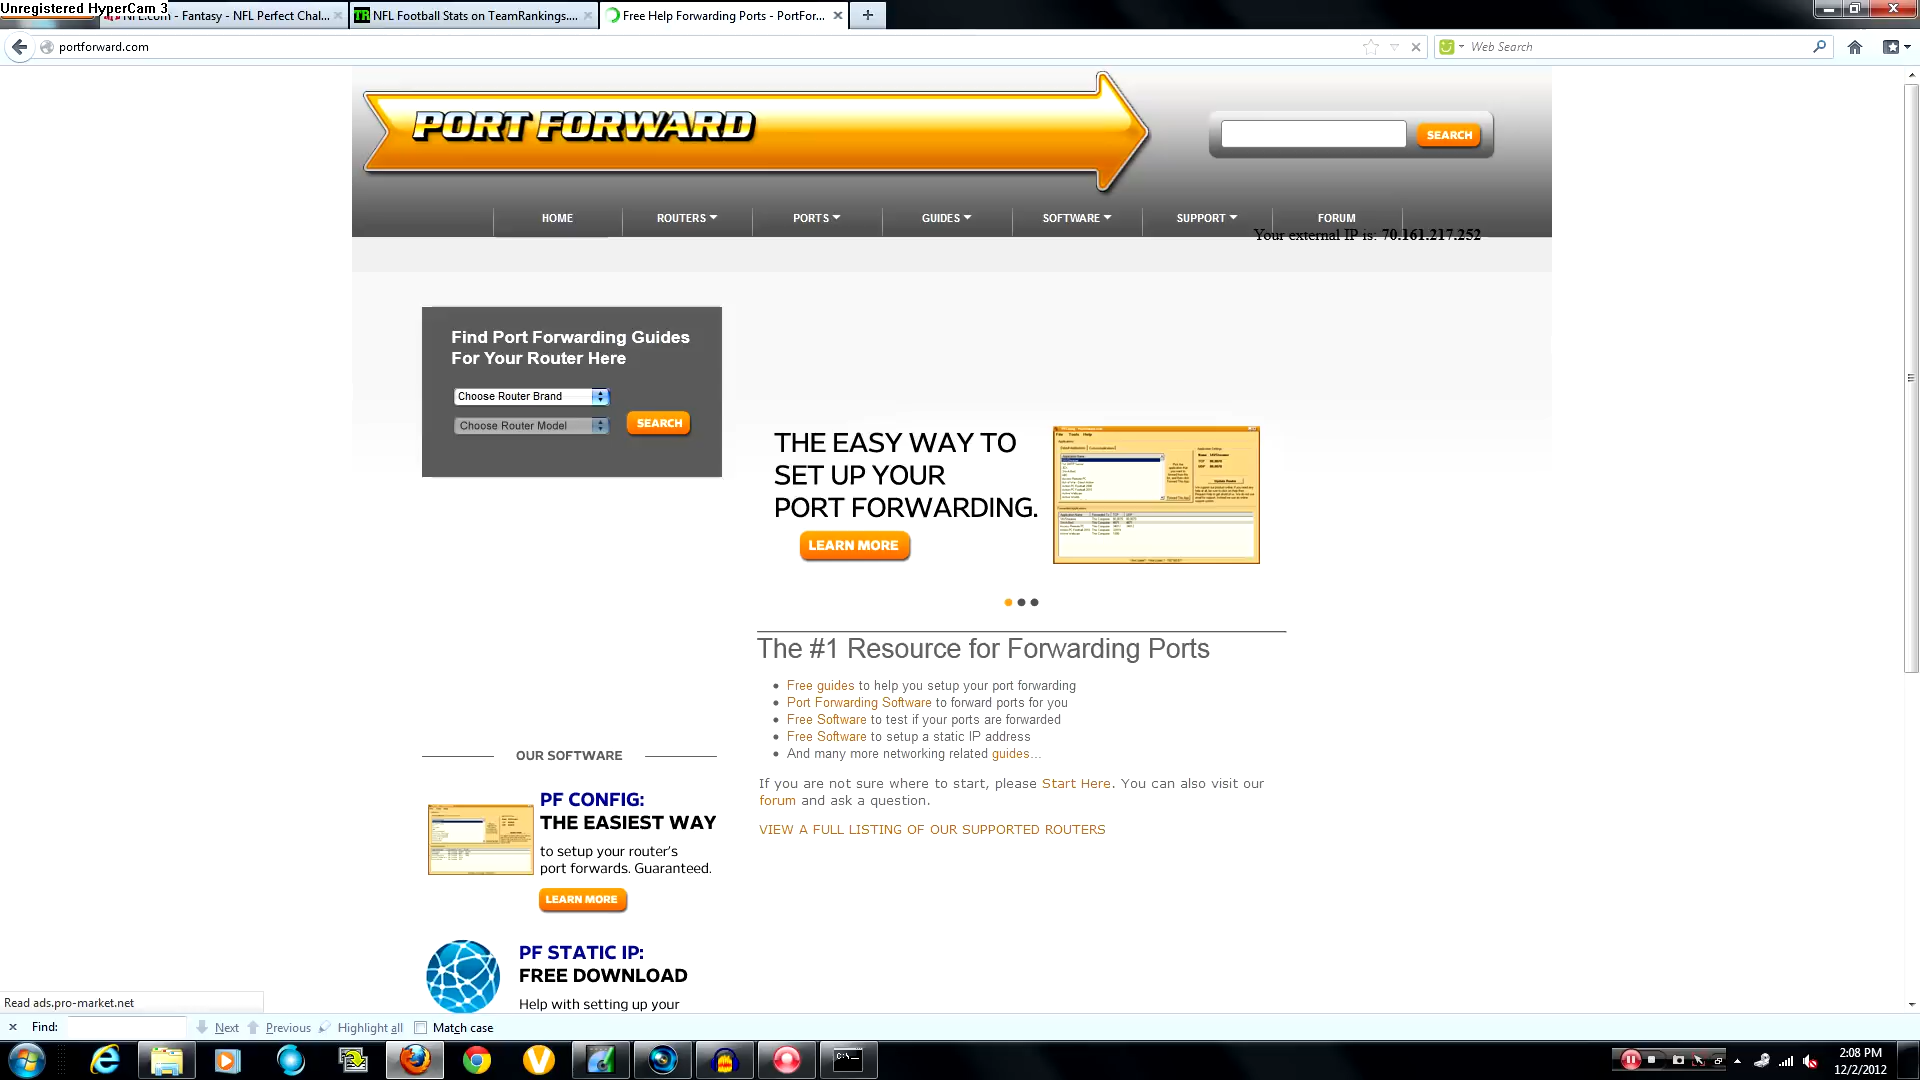 Unregistered HyperCam 3
NFL.com - Fantasy - NFL Perfect Chal...
NFL Football Stats on TeamRankings....
Free Help Forwarding Ports - PortFor...
portforward.com
Web Search
PORT FORWARD
SEARCH
HOME
ROUTERS
PORTS
GUIDES
SOFTWARE
SUPPORT
FORUM
Your external IP is: 70.161.217.252
Find Port Forwarding Guides
For Your Router Here
Choose Router Brand
Choose Router Model
SEARCH
THE EASY WAY TO
SET UP YOUR
PORT FORWARDING.
LEARN MORE
The #1 Resource for Forwarding Ports
Free guides to help you setup your port forwarding
Port Forwarding Software to forward ports for you
Free Software to test if your ports are forwarded
Free Software to setup a static IP address
And many more networking related guides...
If you are not sure where to start, please Start Here. You can also visit our
forum and ask a question.
VIEW A FULL LISTING OF OUR SUPPORTED ROUTERS
OUR SOFTWARE
PF CONFIG:
THE EASIEST WAY
to setup your router's
port forwards. Guaranteed.
LEARN MORE
PF STATIC IP:
FREE DOWNLOAD
Help with setting up your
Read ads.pro-market.net
Find:
Next
Previous
Highlight all
Match case
2:08 PM
12/2/2012